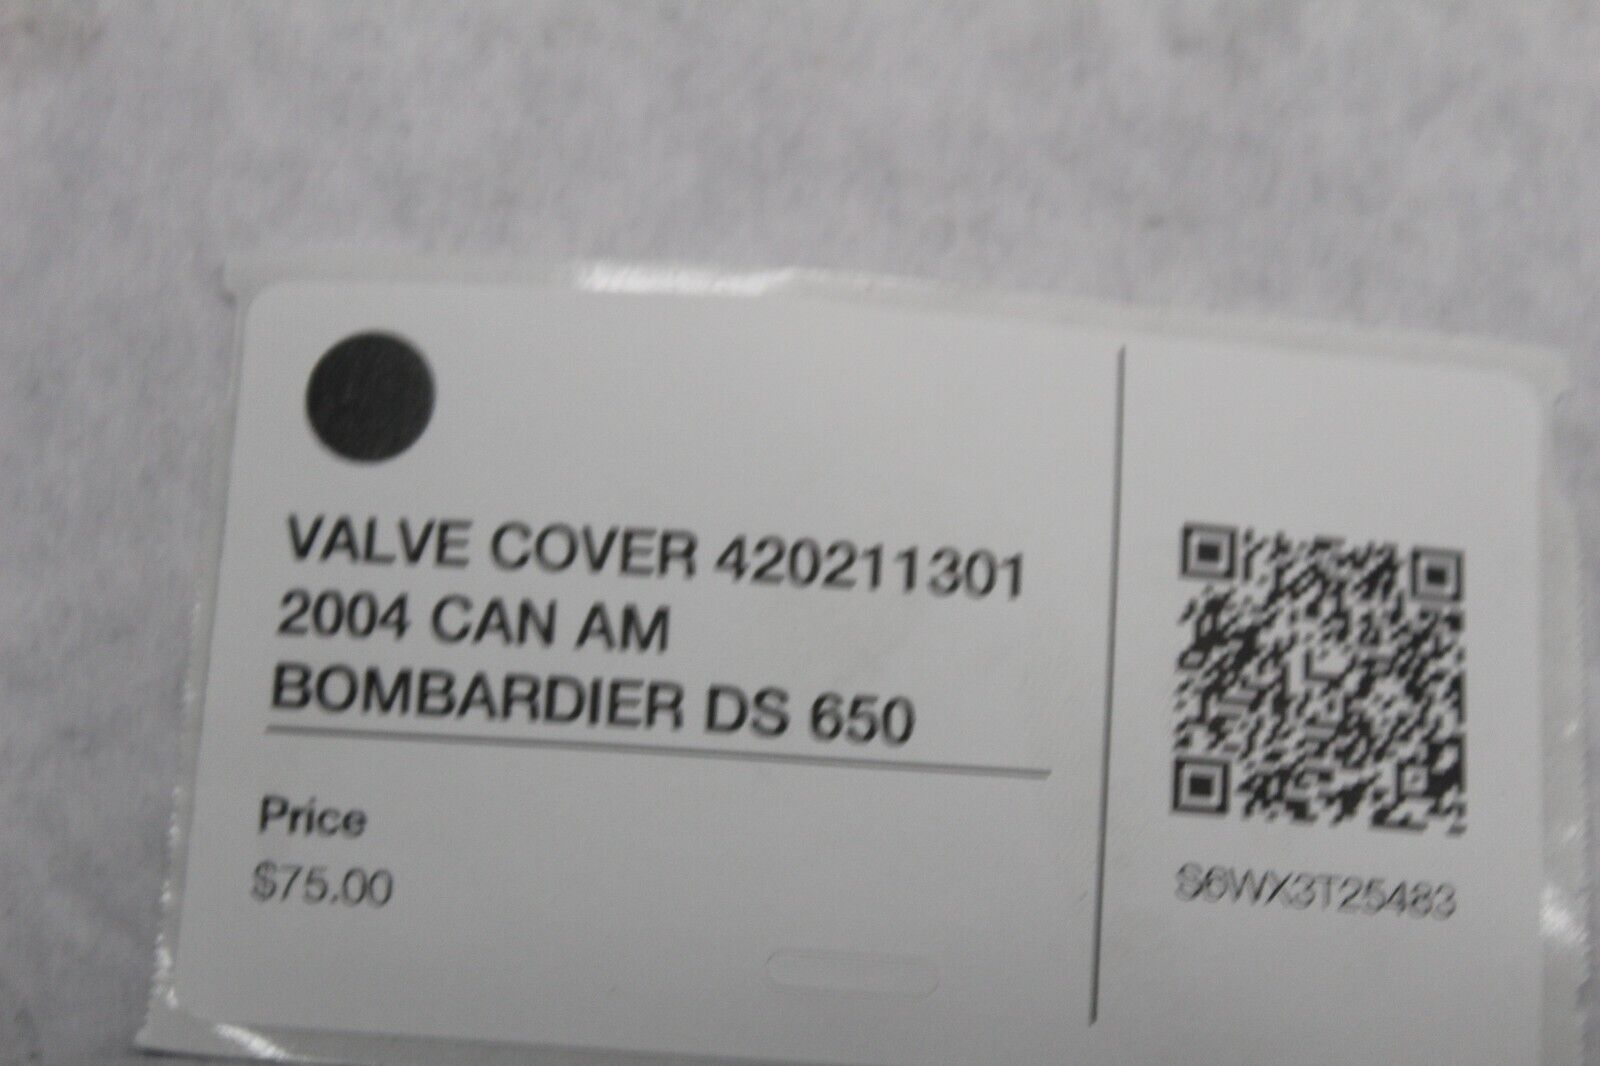 VALVE COVER 420211301
2004 CAN AM
BOMBARDIER DS 650
Price
$75.00
S6WX3T25483